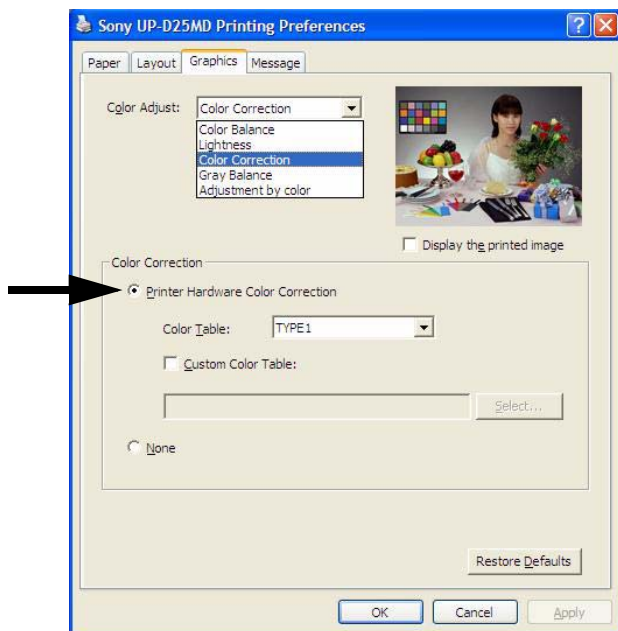 Sony UP-D25MD Printing Preferences
Paper Layout Graphics Message
Color Adjust: Color Correction
Color Balance
Lightness
Color Correction
Gray Balance
Adjustment by color
Display the printed image
Color Correction
Printer Hardware Color Correction
Color Table: TYPE1
Custom Color Table:
Select...
None
Restore Defaults
OK Cancel Apply